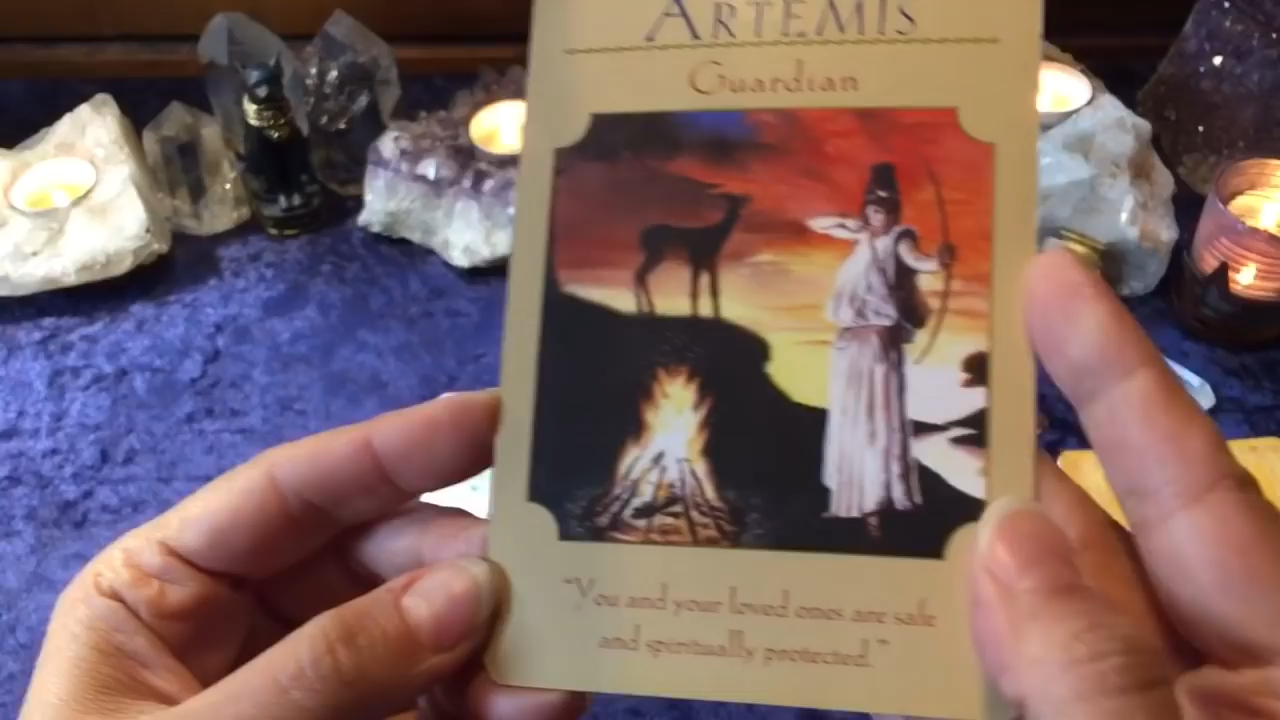 ARTEMIS
Guardian
"You and your loved ones are safe
and spiritually protected."